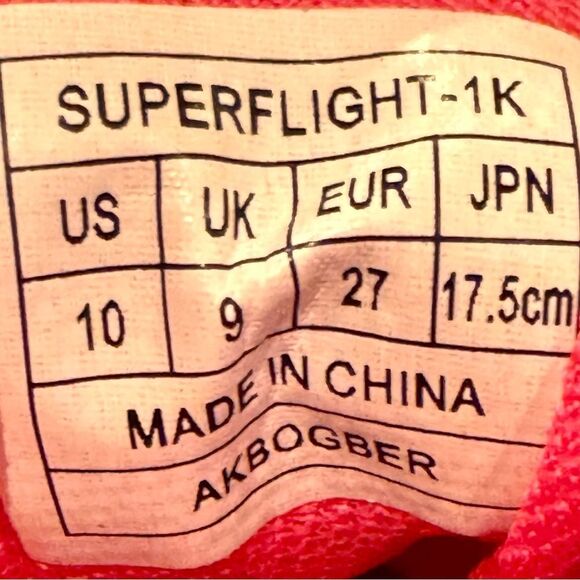 SUPERFLIGHT-1K
US UK EUR JPN
10 9 27 17.5cm
MADE IN CHINA
AKBOGBER